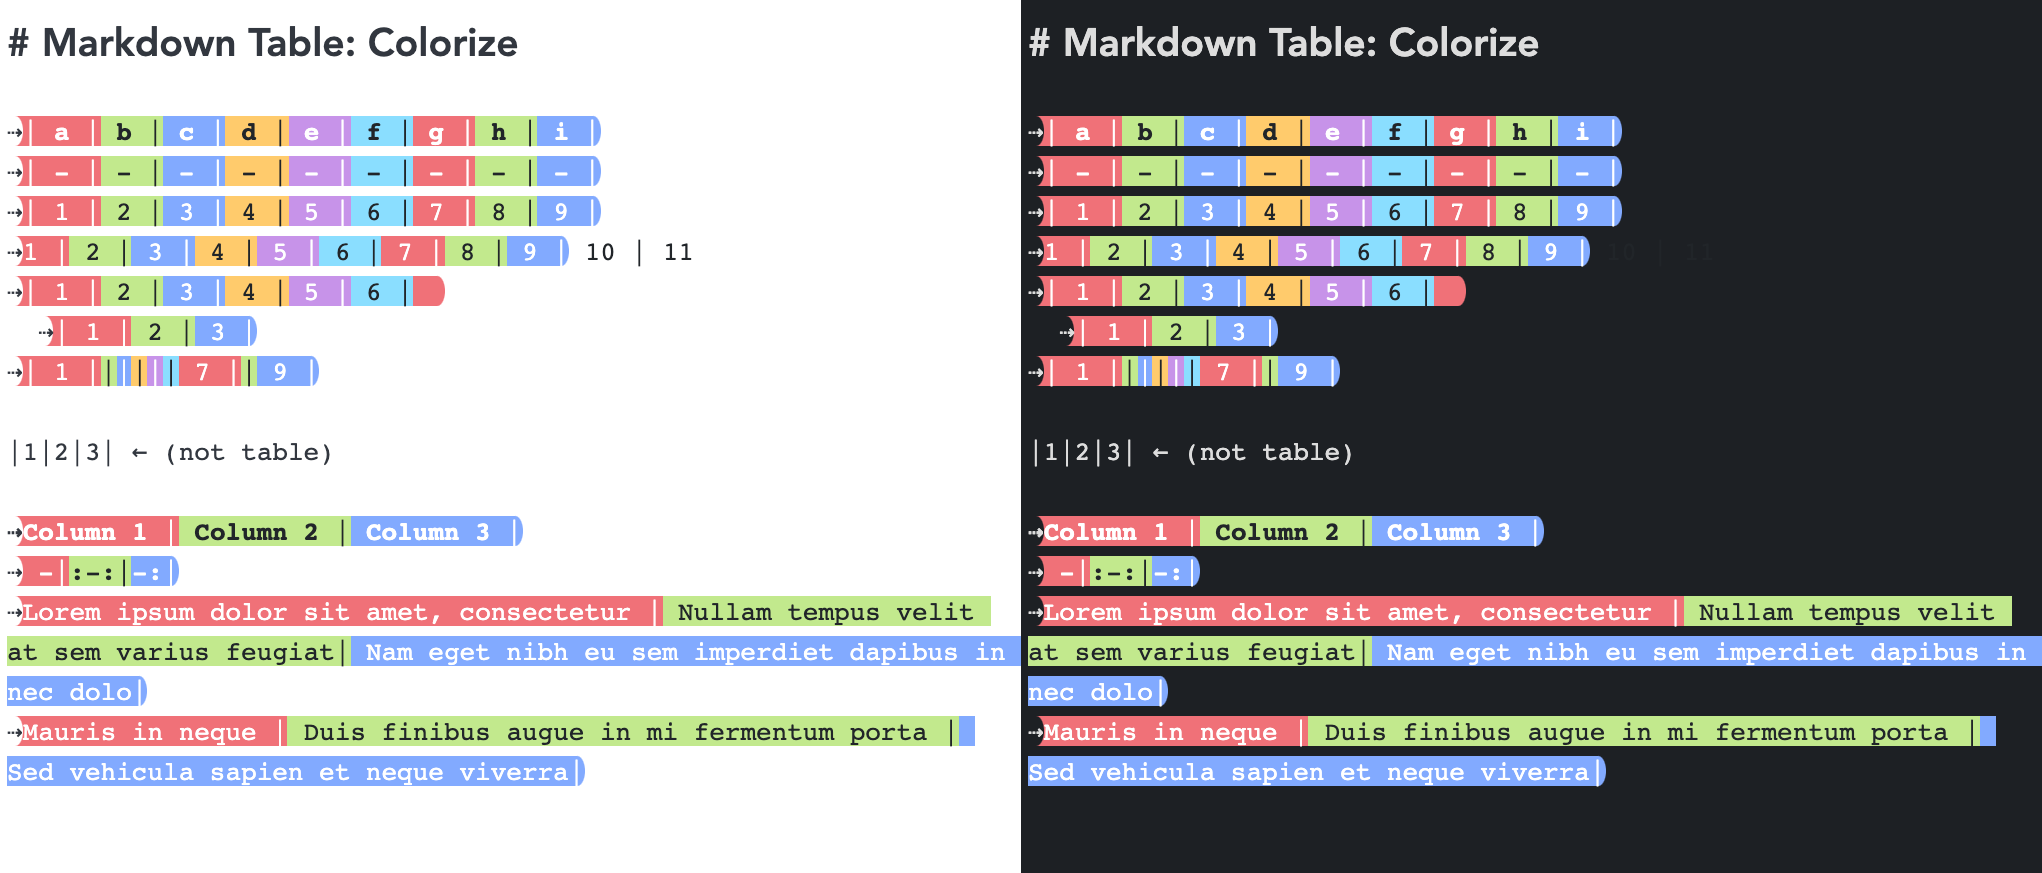 # Markdown Table: Colorize
⇢| a | b | c | d | e | f | g | h | i |
⇢| - | - | - | - | - | - | - | - | - |
⇢| 1 | 2 | 3 | 4 | 5 | 6 | 7 | 8 | 9 |
⇢1 | 2 | 3 | 4 | 5 | 6 | 7 | 8 | 9 | 10 | 11
⇢| 1 | 2 | 3 | 4 | 5 | 6 |
⇢| 1 | 2 | 3 |
⇢| 1 ||||||| 7 || 9 |
|1|2|3| ← (not table)
⇢Column 1 | Column 2 | Column 3 |
⇢ -|:-:|-:|
⇢Lorem ipsum dolor sit amet, consectetur | Nullam tempus velit
at sem varius feugiat| Nam eget nibh eu sem imperdiet dapibus in
nec dolo|
⇢Mauris in neque | Duis finibus augue in mi fermentum porta |
Sed vehicula sapien et neque viverra|
# Markdown Table: Colorize
⇢| a | b | c | d | e | f | g | h | i |
⇢| - | - | - | - | - | - | - | - | - |
⇢| 1 | 2 | 3 | 4 | 5 | 6 | 7 | 8 | 9 |
⇢1 | 2 | 3 | 4 | 5 | 6 | 7 | 8 | 9 | 10 | 11
⇢| 1 | 2 | 3 | 4 | 5 | 6 |
⇢| 1 | 2 | 3 |
⇢| 1 ||||||| 7 || 9 |
|1|2|3| ← (not table)
⇢Column 1 | Column 2 | Column 3 |
⇢ -|:-:|-:|
⇢Lorem ipsum dolor sit amet, consectetur | Nullam tempus velit
at sem varius feugiat| Nam eget nibh eu sem imperdiet dapibus in
nec dolo|
⇢Mauris in neque | Duis finibus augue in mi fermentum porta |
Sed vehicula sapien et neque viverra|